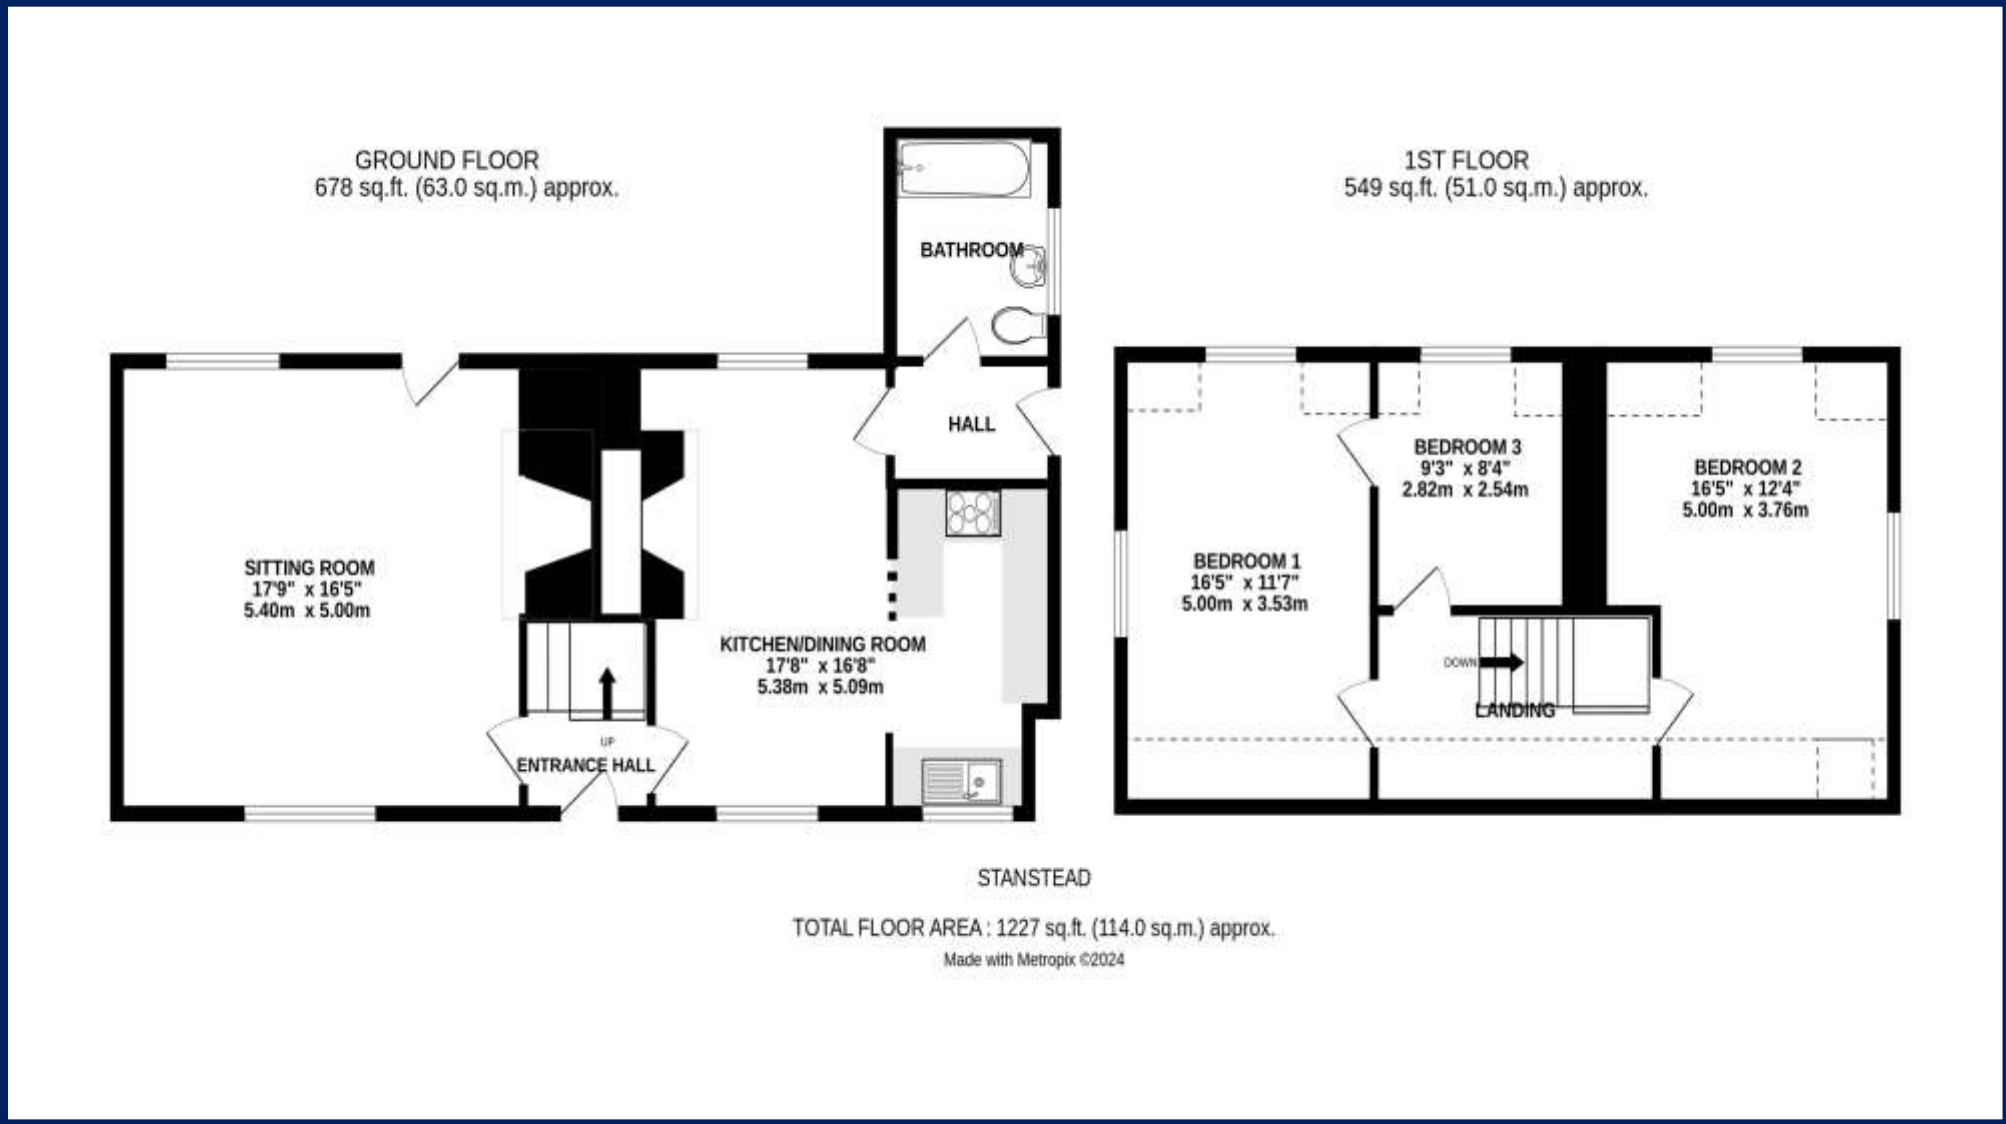 GROUND FLOOR
678 sq.ft. (63.0 sq.m.) approx.
1ST FLOOR
549 sq.ft. (51.0 sq.m.) approx.
BATHROOM
HALL
SITTING ROOM
17'9" x 16'5"
5.40m x 5.00m
KITCHEN/DINING ROOM
17'8" x 16'8"
5.38m x 5.09m
UP
ENTRANCE HALL
BEDROOM 3
9'3" x 8'4"
2.82m x 2.54m
BEDROOM 2
16'5" x 12'4"
5.00m x 3.76m
BEDROOM 1
16'5" x 11'7"
5.00m x 3.53m
DOWN
LANDING
STANSTEAD
TOTAL FLOOR AREA : 1227 sq.ft. (114.0 sq.m.) approx.
Made with Metropix ©2024